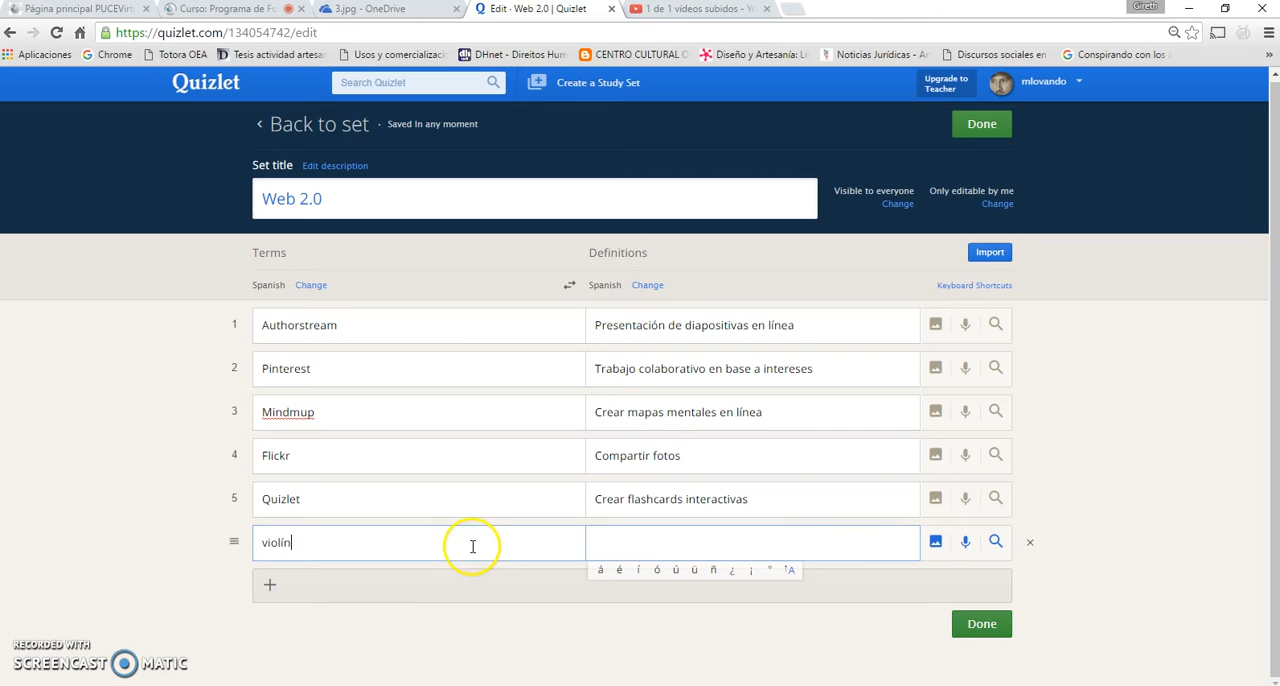 Página principal PUCEVirt
Curso: Programa de Fo
3.jpg - OneDrive
Edit · Web 2.0 | Quizlet
1 de 1 vídeos subidos - Yo
Gireth
https://quizlet.com/134054742/edit
Aplicaciones
Chrome
Totora OEA
Tesis actividad artesa
Usos y comercializac
DHnet - Direitos Hum
CENTRO CULTURAL C
Diseño y Artesanía: Li
Noticias Jurídicas - An
Discursos sociales en
Conspirando con los a
»
Quizlet
Search Quizlet
Create a Study Set
Upgrade to
Teacher
mlovando
‹ Back to set · Saved In any moment
Done
Set title Edit description
Web 2.0
Visible to everyone
Change
Only editable by me
Change
Terms
Definitions
Import
Spanish Change
Spanish Change
Keyboard Shortcuts
1 Authorstream Presentación de diapositivas en línea
2 Pinterest Trabajo colaborativo en base a intereses
3 Mindmup Crear mapas mentales en línea
4 Flickr Compartir fotos
5 Quizlet Crear flashcards interactivas
violín
á é í ó ú ü ñ ¿ ¡ º ↑A
+
Done
RECORDED WITH
SCREENCAST MATIC